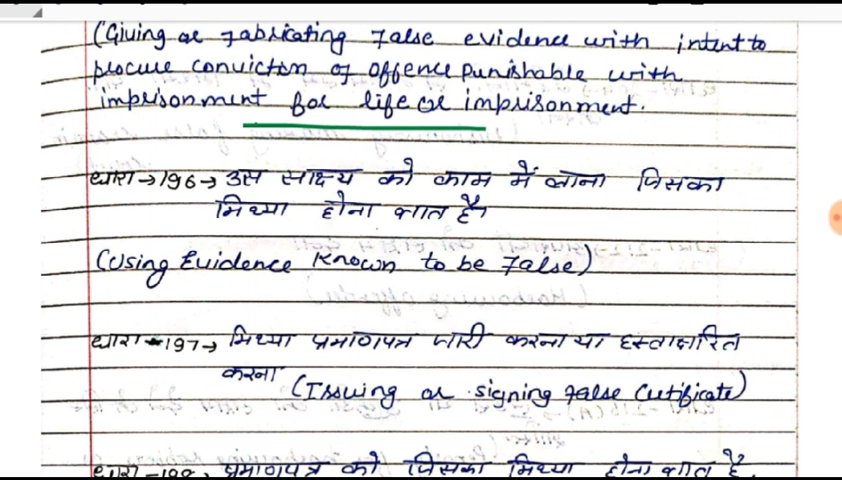 (Giving or Fabricating False evidence with intent to
procure conviction of offence punishable with
imprisonment for life or imprisonment.
धारा→196→ उस साक्ष्य को काम में लाना जिसका
मिथ्या होना ज्ञात है।
(Using Evidence Known to be False)
धारा-197→ मिथ्या प्रमाणपत्र जारी करना या हस्ताक्षरित
करना (Issuing or signing False Certificate)
धारा-198, प्रमाणपत्र को जिसका मिथ्या होना ज्ञात है,